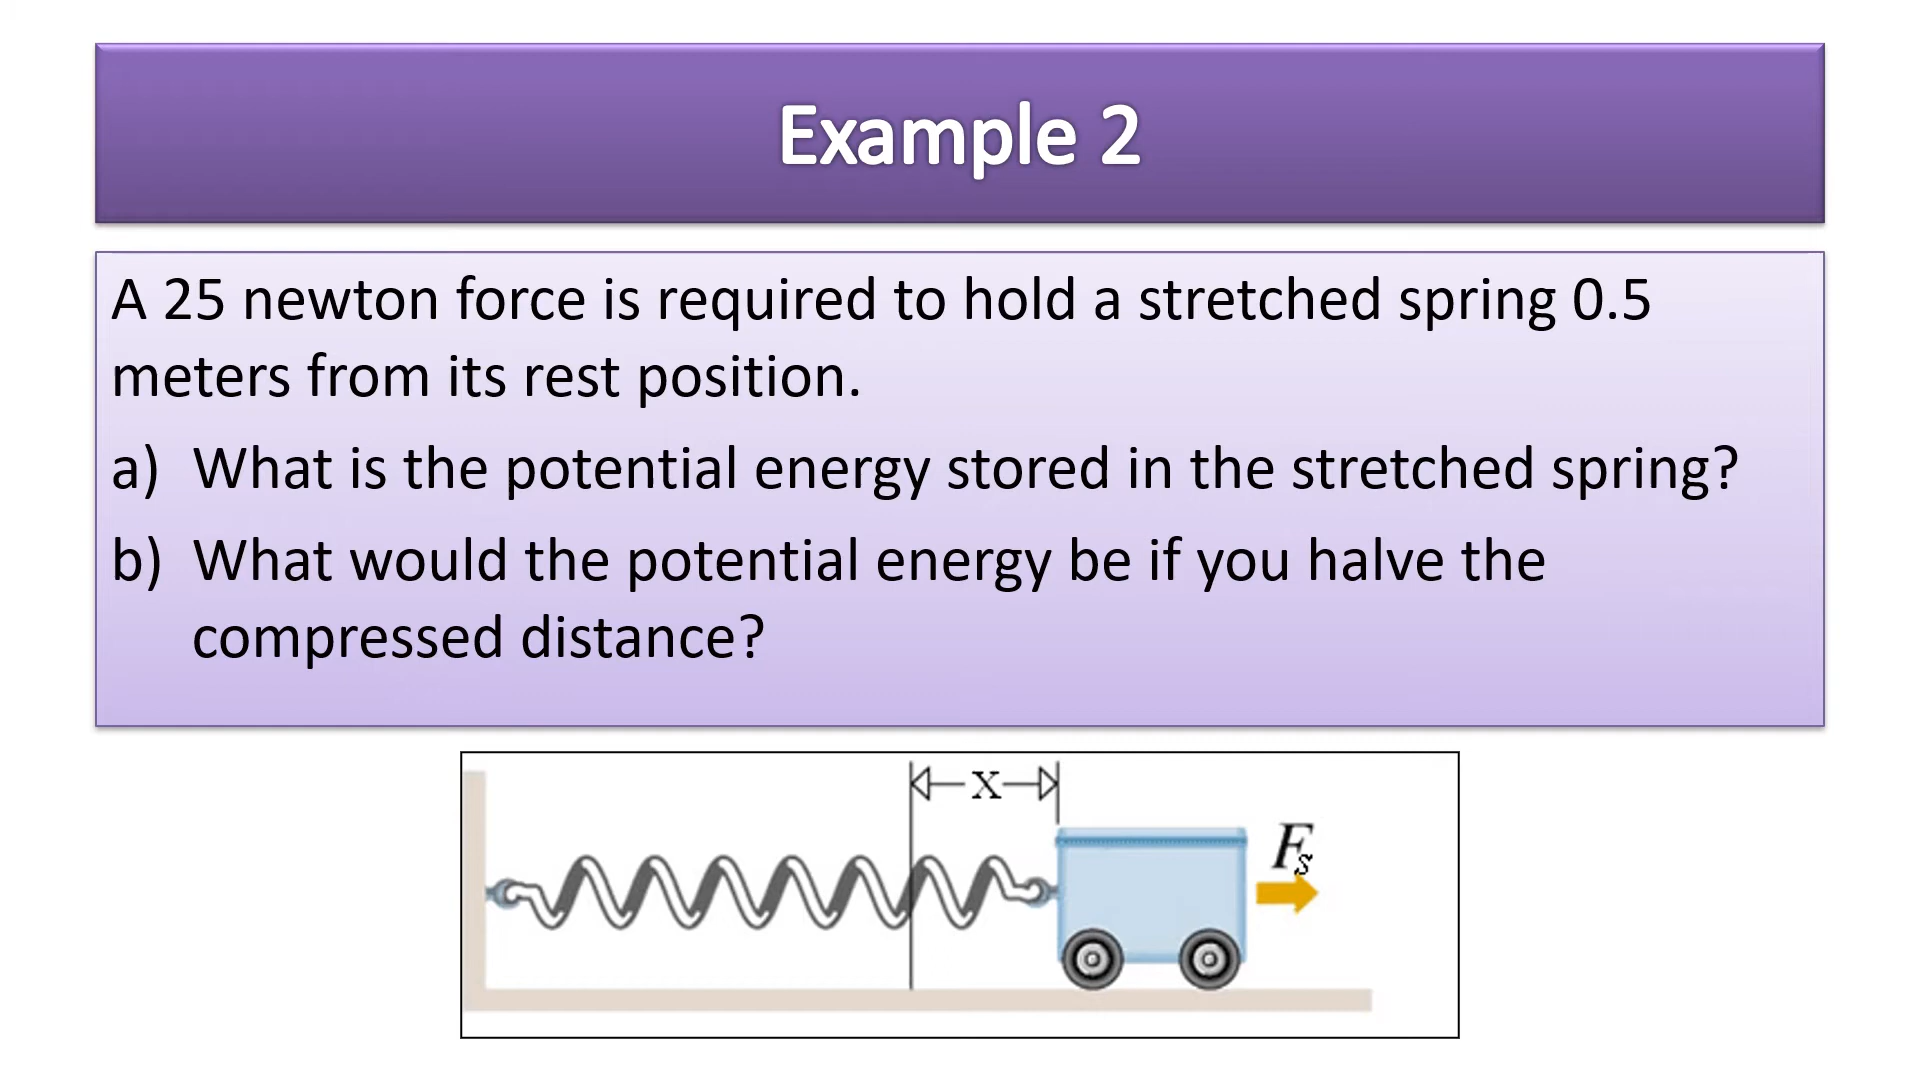 Example 2
A 25 newton force is required to hold a stretched spring 0.5
meters from its rest position.
a) What is the potential energy stored in the stretched spring?
b) What would the potential energy be if you halve the
compressed distance?
X
Fs